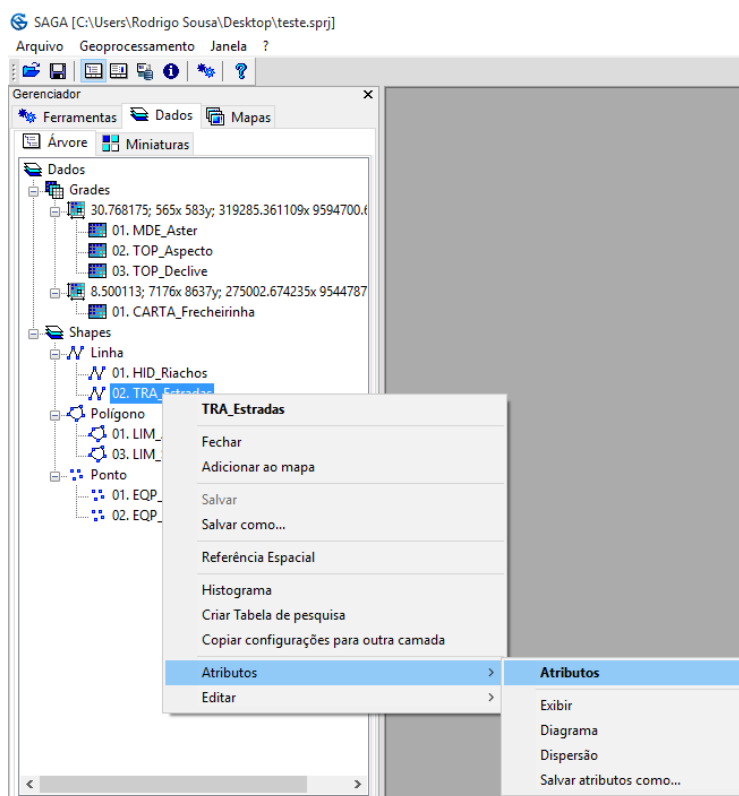 SAGA [C:\Users\Rodrigo Sousa\Desktop\teste.sprj]
Arquivo Geoprocessamento Janela ?
Gerenciador
Ferramentas Dados Mapas
Árvore Miniaturas
Dados
Grades
30.768175; 565x 583y; 319285.361109x 9594700.6
01. MDE_Aster
02. TOP_Aspecto
03. TOP_Declive
8.500113; 7176x 8637y; 275002.674235x 9544787
01. CARTA_Frecheirinha
Shapes
Linha
01. HID_Riachos
02. TRA_Estradas
Polígono
01. LIM_
03. LIM_
Ponto
01. EQP_
02. EQP_
TRA_Estradas
Fechar
Adicionar ao mapa
Salvar
Salvar como...
Referência Espacial
Histograma
Criar Tabela de pesquisa
Copiar configurações para outra camada
Atributos
Editar
Atributos
Exibir
Diagrama
Dispersão
Salvar atributos como...